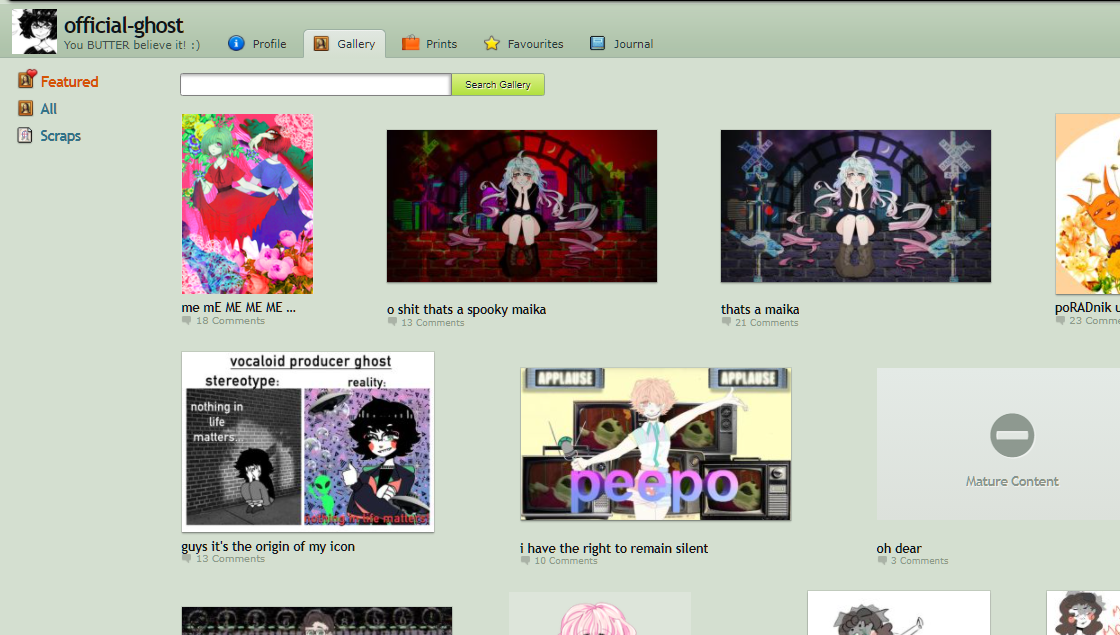 official-ghost
You BUTTER believe it! :)
Profile
Gallery
Prints
Favourites
Journal
Featured
All
Scraps
Search Gallery
me mE ME ME ME ...
18 Comments
o shit thats a spooky maika
13 Comments
thats a maika
21 Comments
poRADnik u
23 Comme
vocaloid producer ghost
stereotype:
reality:
nothing in
life
matters...
nothing in life matters!
guys it's the origin of my icon
13 Comments
APPLAUSE
APPLAUSE
peepo
i have the right to remain silent
10 Comments
Mature Content
oh dear
3 Comments